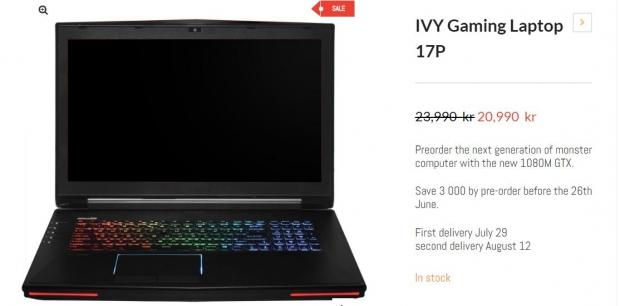 SALE
IVY Gaming Laptop
17P
23,990 kr 20,990 kr
Preorder the next generation of monster
computer with the new 1080M GTX.
Save 3 000 by pre-order before the 26th
June.
First delivery July 29
second delivery August 12
In stock